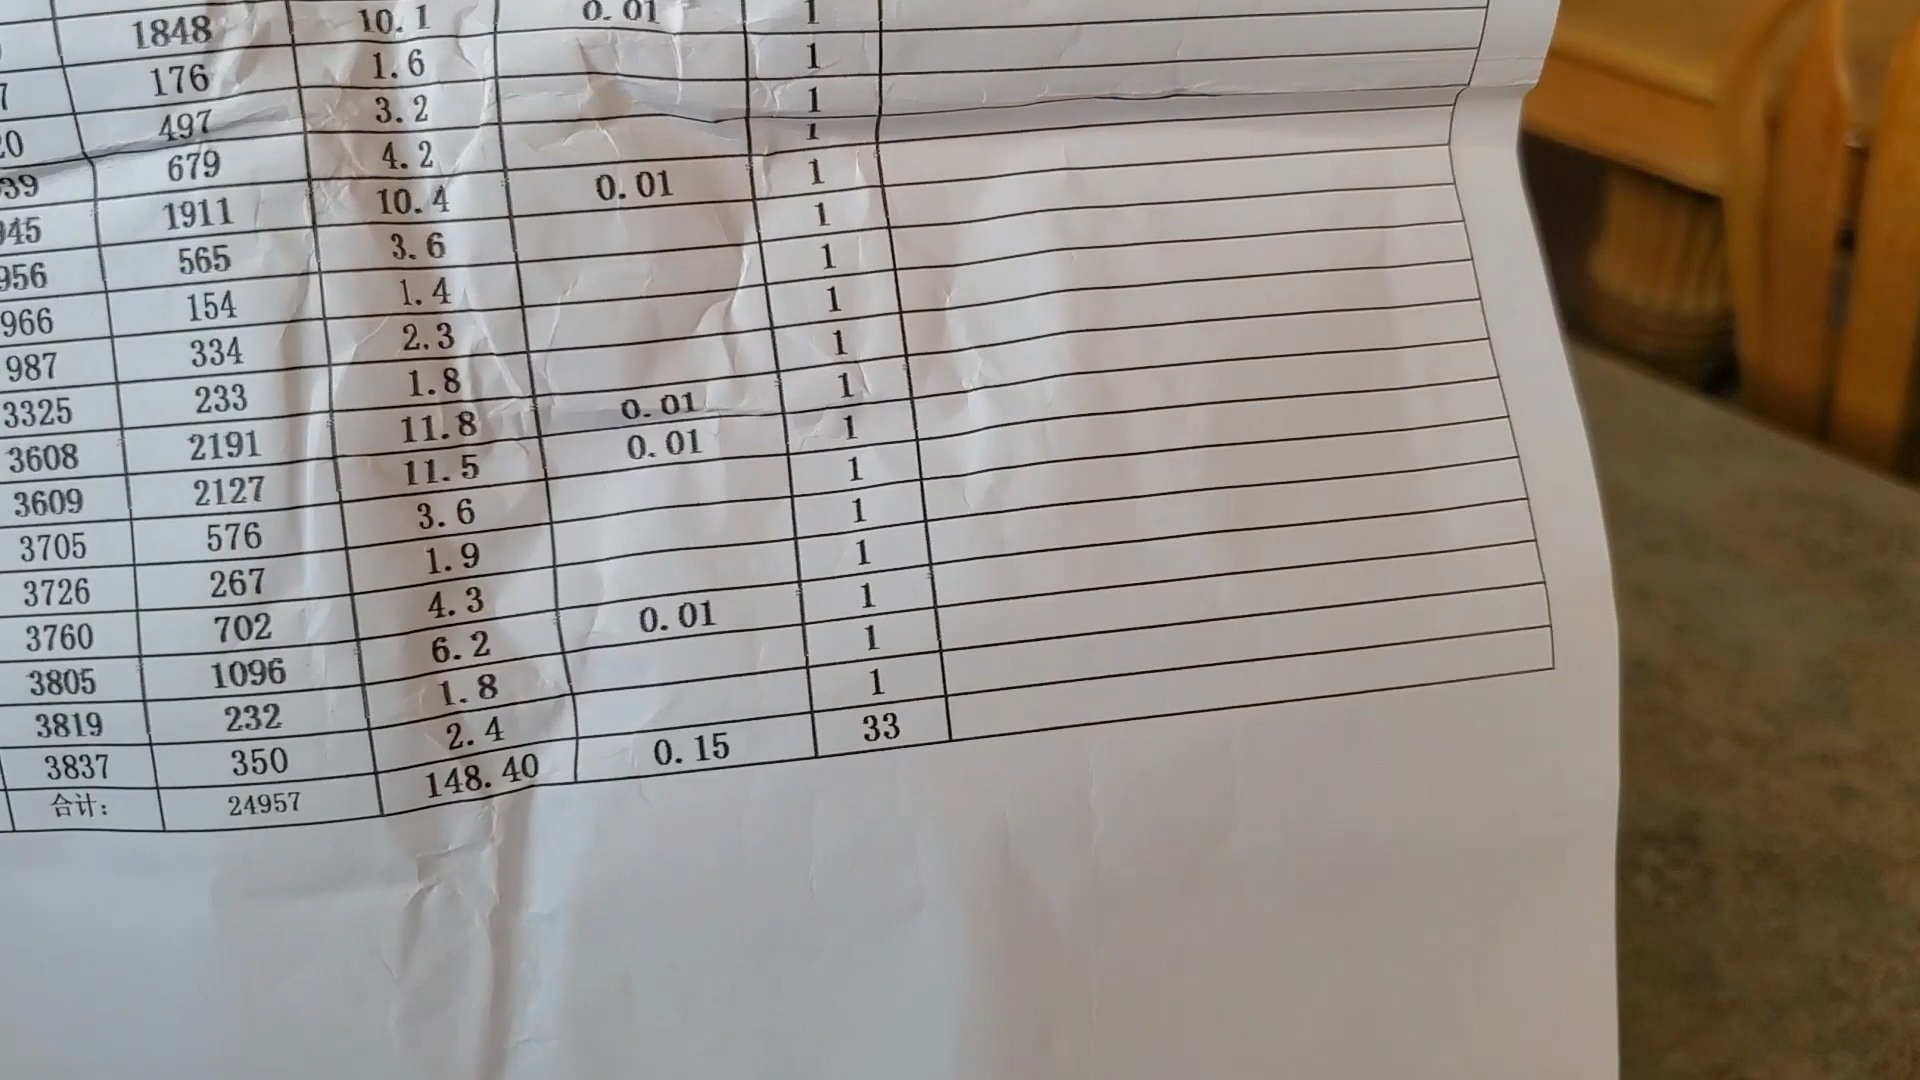 1848 10.1 0.01 1
7 176 1.6 1
20 497 3.2 1
39 679 4.2 1
945 1911 10.4 0.01 1
956 565 3.6 1
966 154 1.4 1
987 334 2.3 1
3325 233 1.8 1
3608 2191 11.8 0.01 1
3609 2127 11.5 0.01 1
3705 576 3.6 1
3726 267 1.9 1
3760 702 4.3 1
3805 1096 6.2 0.01 1
3819 232 1.8 1
3837 350 2.4 1
合计: 24957 148.40 0.15 33